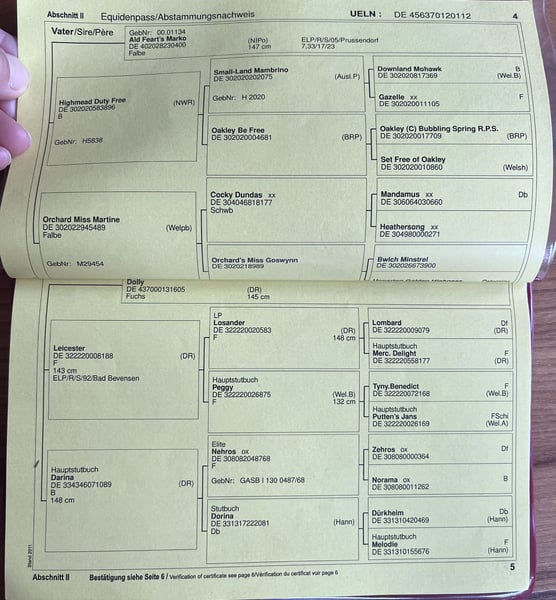 Abschnitt II Equidenpass/Abstammungsnachweis UELN: DE 456370120112 4
Vater/Sire/Père
GebNr: 00.01134
Ald Feart's Marko (NIPo) ELP/R/S/05/Prussendorf
DE 402028230400 147 cm 7,33/17/23
Falbe
Highmead Duty Free (NWR)
DE 302020583896
B
GebNr: H5838
Small-Land Mambrino
DE 302020202075 (Ausl.P)
GebNr: H 2020
Downland Mohawk B
DE 302020817369 (Wel.B)
Gazelle xx F
DE 302020011105
Oakley Be Free
DE 302020004681 (BRP)
Oakley (C) Bubbling Spring R.P.S.
DE 302020017709 (BRP)
Set Free of Oakley
DE 302020010860 (Welsh)
Orchard Miss Martine
DE 302022945489 (Welpb)
Falbe
GebNr: M29454
Cocky Dundas xx
DE 304046818177
Schwb
Mandamus xx Db
DE 306064030660
Heathersong xx
DE 304980000271
Orchard's Miss Goswynn
DE 3020218989
Bwlch Minstrel
DE 302026673900
Dolly
DE 437000131605 (DR)
Fuchs 145 cm
Leicester
DE 322220008188 (DR)
F
143 cm
ELP/R/S/92/Bad Bevensen
LP
Losander (DR)
DE 322220020583 148 cm
F
Lombard Df
DE 322220009079 (DR)
Hauptstutbuch
Merc. Delight F
DE 322220558177 (DR)
Hauptstutbuch
Peggy (Wel.B)
DE 322220026875 132 cm
F
Tyny.Benedict F
DE 322220072168 (Wel.B)
Hauptstutbuch
Putten's Jans FSchi
DE 322220026169 (Wel.A)
Hauptstutbuch
Darina (DR)
DE 334346071089
B
148 cm
Elite
Nehros ox
DE 308082048768
F
GebNr: GASB I 130 0487/68
Zehros ox Df
DE 308080000364
Norama ox B
DE 308080011262
Stutbuch
Dorina (Hann)
DE 331317222081
Db
Dürkheim Db
DE 331310420469 (Hann)
Hauptstutbuch
Melodie F
DE 331310155676 (Hann)
Stand 2011
5
Abschnitt II Bestätigung siehe Seite 6 / Verification of certificate see page 6/Vérification du certificat voir page 6